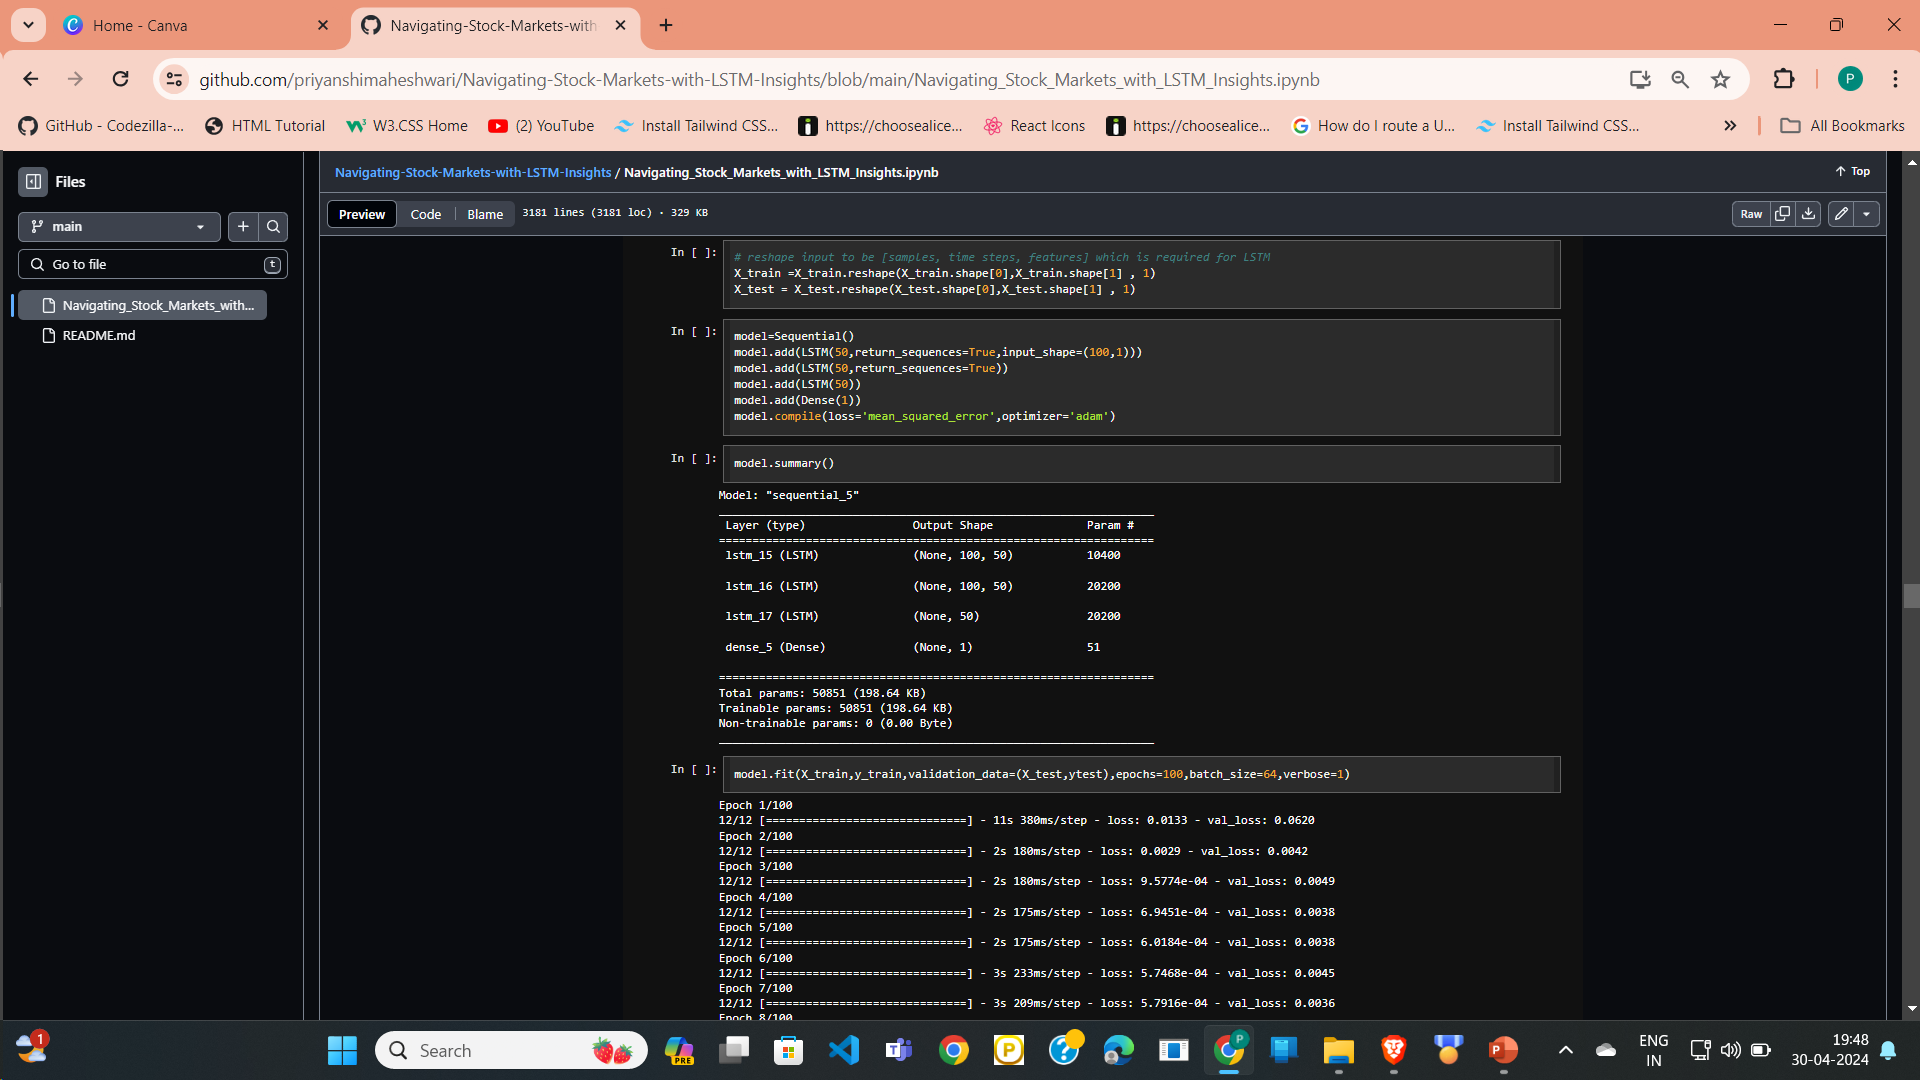 Home - Canva
Navigating-Stock-Markets-with
github.com/priyanshimaheshwari/Navigating-Stock-Markets-with-LSTM-Insights/blob/main/Navigating_Stock_Markets_with_LSTM_Insights.ipynb
P
GitHub - Codezilla-...
HTML Tutorial
W3.CSS Home
(2) YouTube
Install Tailwind CSS...
https://choosealice...
React Icons
https://choosealice...
How do I route a U...
Install Tailwind CSS...
All Bookmarks
Files
main
Go to file
t
Navigating_Stock_Markets_with...
README.md
Navigating-Stock-Markets-with-LSTM-Insights / Navigating_Stock_Markets_with_LSTM_Insights.ipynb
Top
Preview
Code
Blame
3181 lines (3181 loc) · 329 KB
Raw
In [ ]:
# reshape input to be [samples, time steps, features] which is required for LSTM
X_train =X_train.reshape(X_train.shape[0],X_train.shape[1] , 1)
X_test = X_test.reshape(X_test.shape[0],X_test.shape[1] , 1)
In [ ]:
model=Sequential()
model.add(LSTM(50,return_sequences=True,input_shape=(100,1)))
model.add(LSTM(50,return_sequences=True))
model.add(LSTM(50))
model.add(Dense(1))
model.compile(loss='mean_squared_error',optimizer='adam')
In [ ]:
model.summary()
Model: "sequential_5"
_________________________________________________________________
Layer (type)                Output Shape              Param #
=================================================================
lstm_15 (LSTM)              (None, 100, 50)           10400
lstm_16 (LSTM)              (None, 100, 50)           20200
lstm_17 (LSTM)              (None, 50)                20200
dense_5 (Dense)             (None, 1)                 51
=================================================================
Total params: 50851 (198.64 KB)
Trainable params: 50851 (198.64 KB)
Non-trainable params: 0 (0.00 Byte)
_________________________________________________________________
In [ ]:
model.fit(X_train,y_train,validation_data=(X_test,ytest),epochs=100,batch_size=64,verbose=1)
Epoch 1/100
12/12 [==============================] - 11s 380ms/step - loss: 0.0133 - val_loss: 0.0620
Epoch 2/100
12/12 [==============================] - 2s 180ms/step - loss: 0.0029 - val_loss: 0.0042
Epoch 3/100
12/12 [==============================] - 2s 180ms/step - loss: 9.5774e-04 - val_loss: 0.0049
Epoch 4/100
12/12 [==============================] - 2s 175ms/step - loss: 6.9451e-04 - val_loss: 0.0038
Epoch 5/100
12/12 [==============================] - 2s 175ms/step - loss: 6.0184e-04 - val_loss: 0.0038
Epoch 6/100
12/12 [==============================] - 3s 233ms/step - loss: 5.7468e-04 - val_loss: 0.0045
Epoch 7/100
12/12 [==============================] - 3s 209ms/step - loss: 5.7916e-04 - val_loss: 0.0036
Epoch 8/100
1
Search
PRE
ENG
IN
19:48
30-04-2024